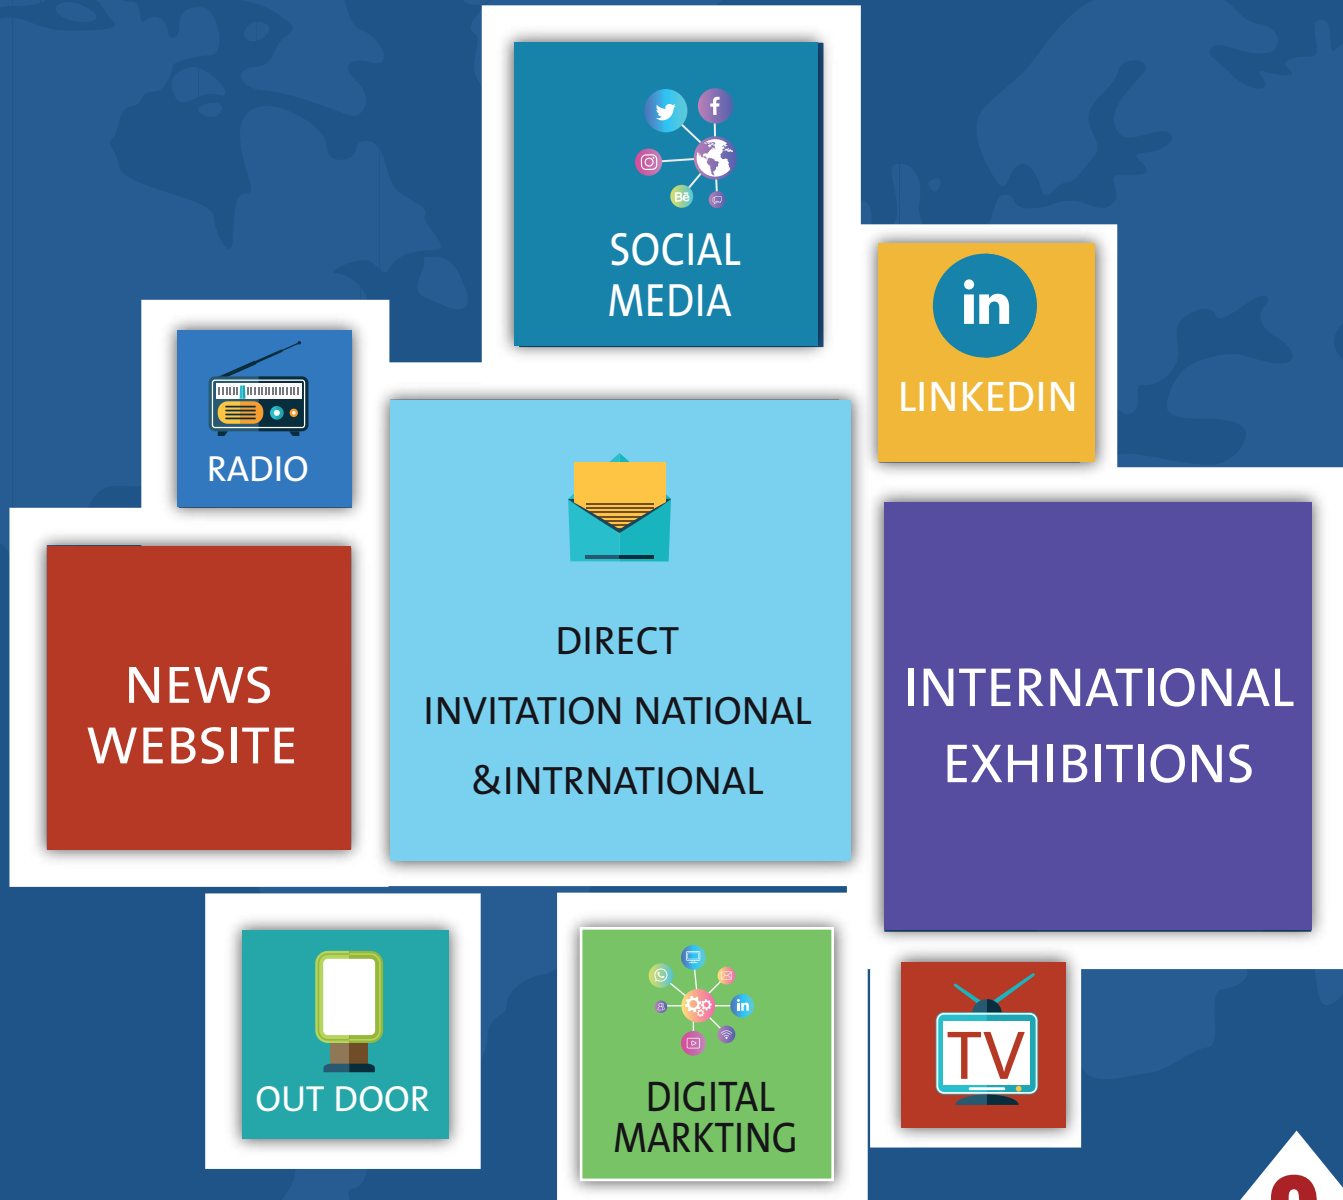 SOCIAL
MEDIA
in
LINKEDIN
RADIO
NEWS
WEBSITE
DIRECT
INVITATION NATIONAL
&INTRNATIONAL
INTERNATIONAL
EXHIBITIONS
OUT DOOR
DIGITAL
MARKTING
TV